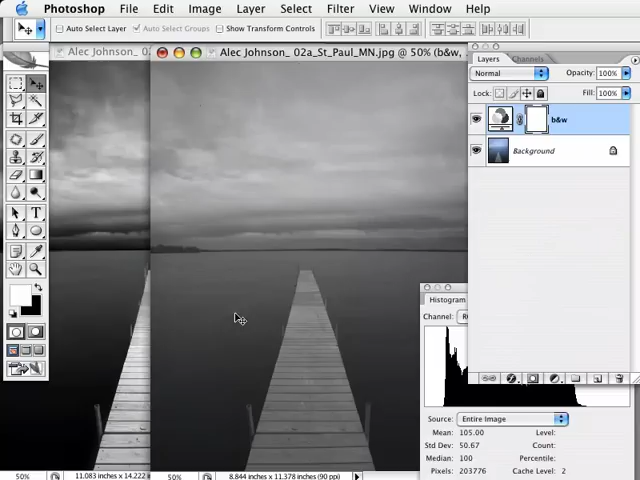 Photoshop File Edit Image Layer Select Filter View Window Help
Auto Select Layer Auto Select Groups Show Transform Controls
Alec Johnson_ 02
Alec Johnson_ 02a_St_Paul_MN.jpg @ 50% (b&w,
Layers Channels
Normal Opacity: 100%
Lock: Fill: 100%
b&w
Background
Histogram
Channel: R
Source: Entire Image
Mean: 105.00 Level:
Std Dev: 50.67 Count:
Median: 100 Percentile:
Pixels: 203776 Cache Level: 2
50% 11.083 inches x 14.222
50% 8.844 inches x 11.378 inches (90 pp)